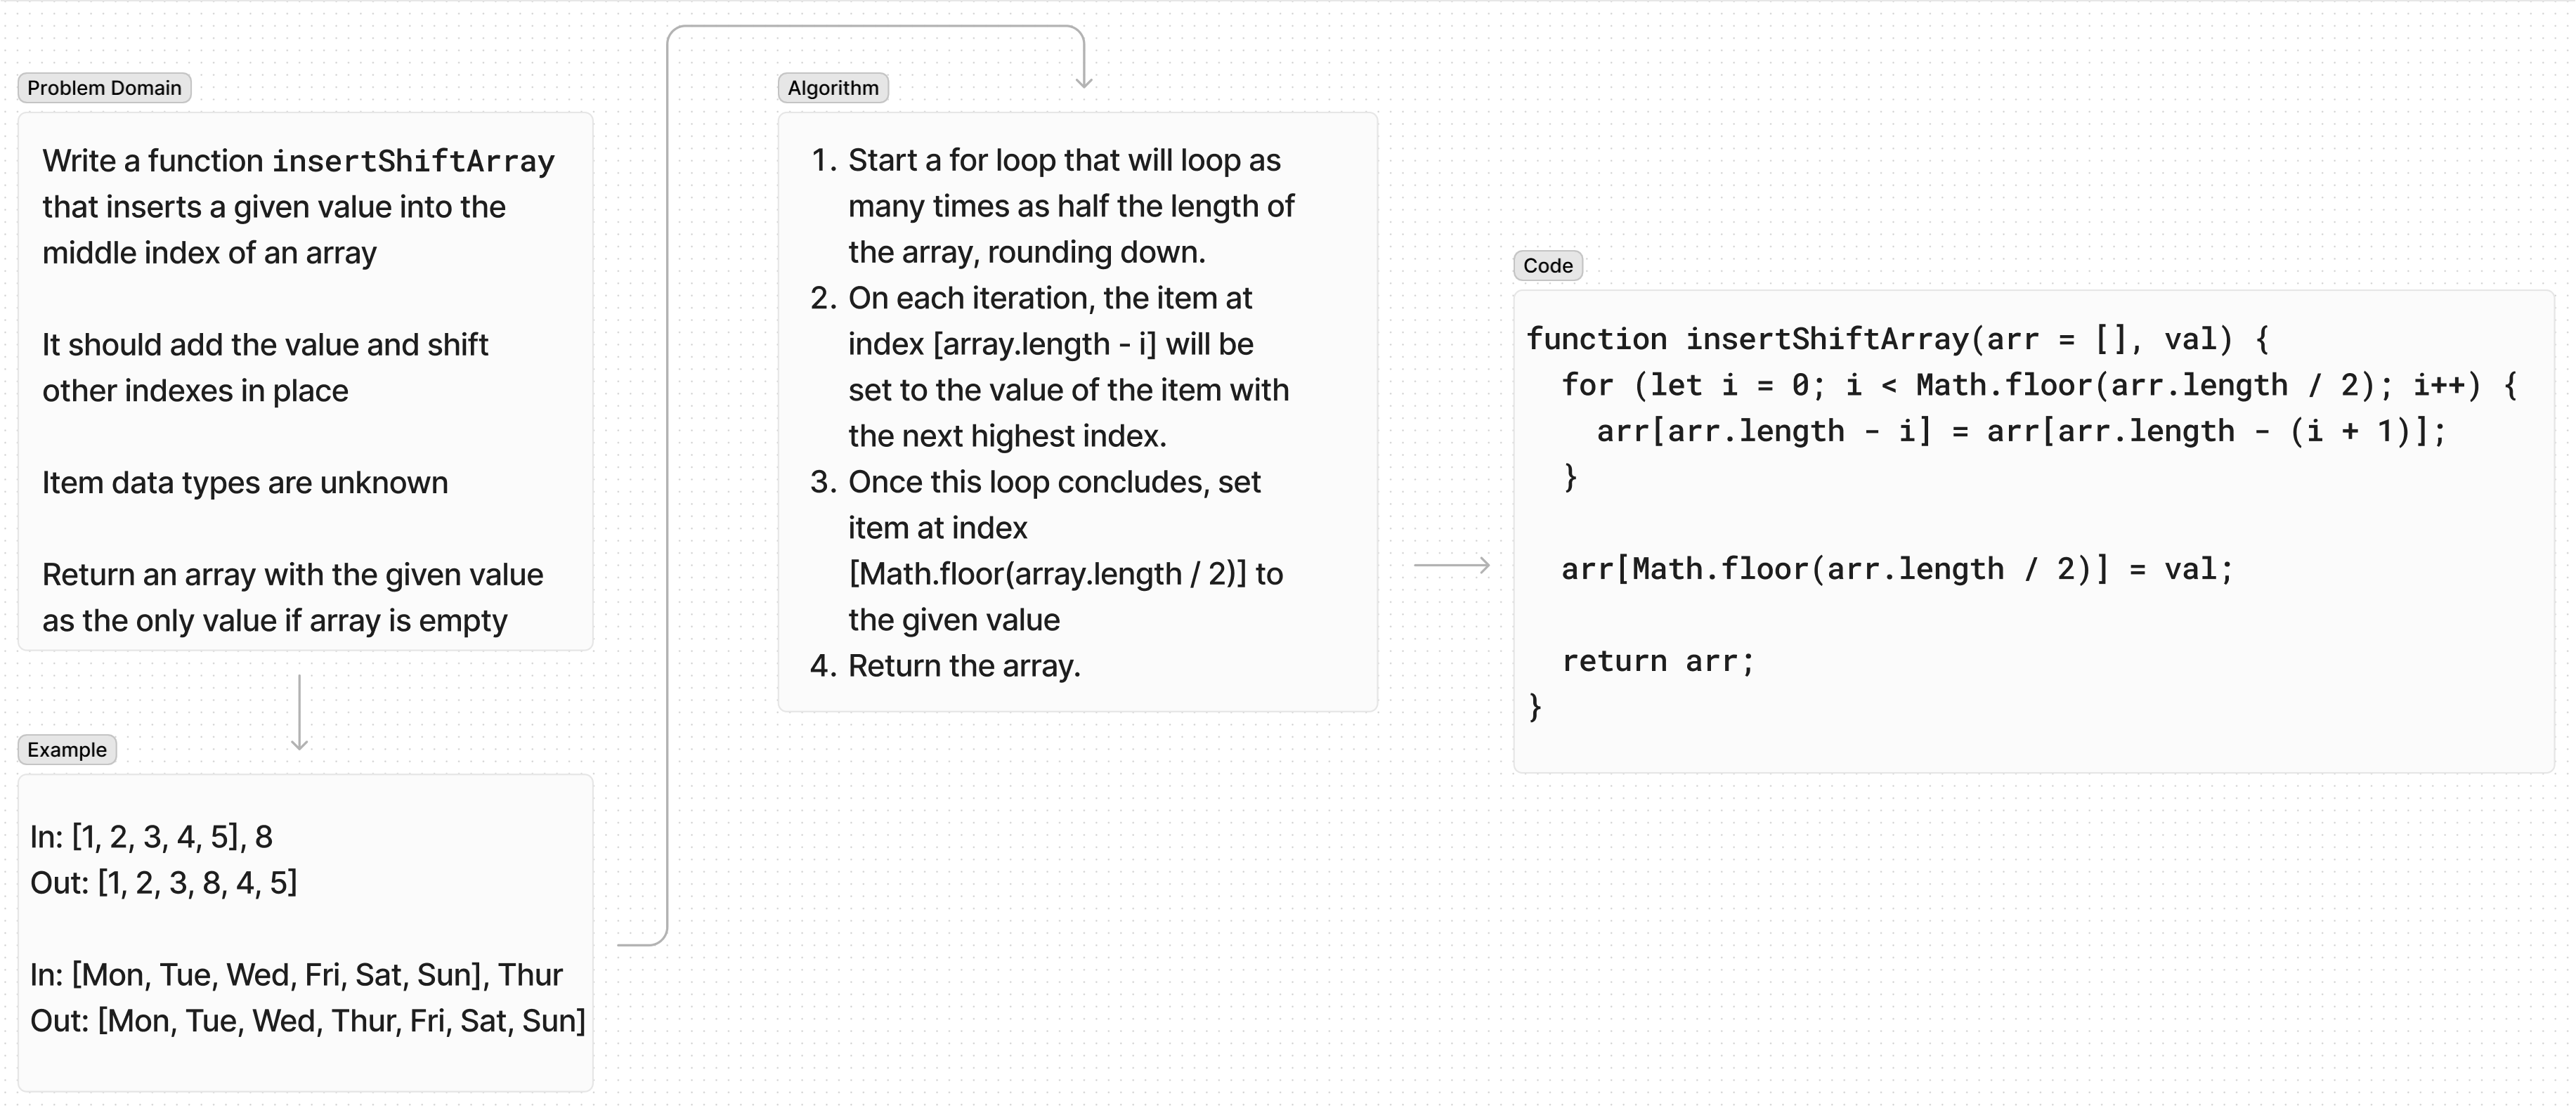 Problem Domain
Write a function insertShiftArray
that inserts a given value into the
middle index of an array
It should add the value and shift
other indexes in place
Item data types are unknown
Return an array with the given value
as the only value if array is empty
Example
In: [1, 2, 3, 4, 5], 8
Out: [1, 2, 3, 8, 4, 5]
In: [Mon, Tue, Wed, Fri, Sat, Sun], Thur
Out: [Mon, Tue, Wed, Thur, Fri, Sat, Sun]
Algorithm
1. Start a for loop that will loop as
many times as half the length of
the array, rounding down.
2. On each iteration, the item at
index [array.length - i] will be
set to the value of the item with
the next highest index.
3. Once this loop concludes, set
item at index
[Math.floor(array.length / 2)] to
the given value
4. Return the array.
Code
function insertShiftArray(arr = [], val) {
  for (let i = 0; i < Math.floor(arr.length / 2); i++) {
    arr[arr.length - i] = arr[arr.length - (i + 1)];
  }
  arr[Math.floor(arr.length / 2)] = val;
  return arr;
}